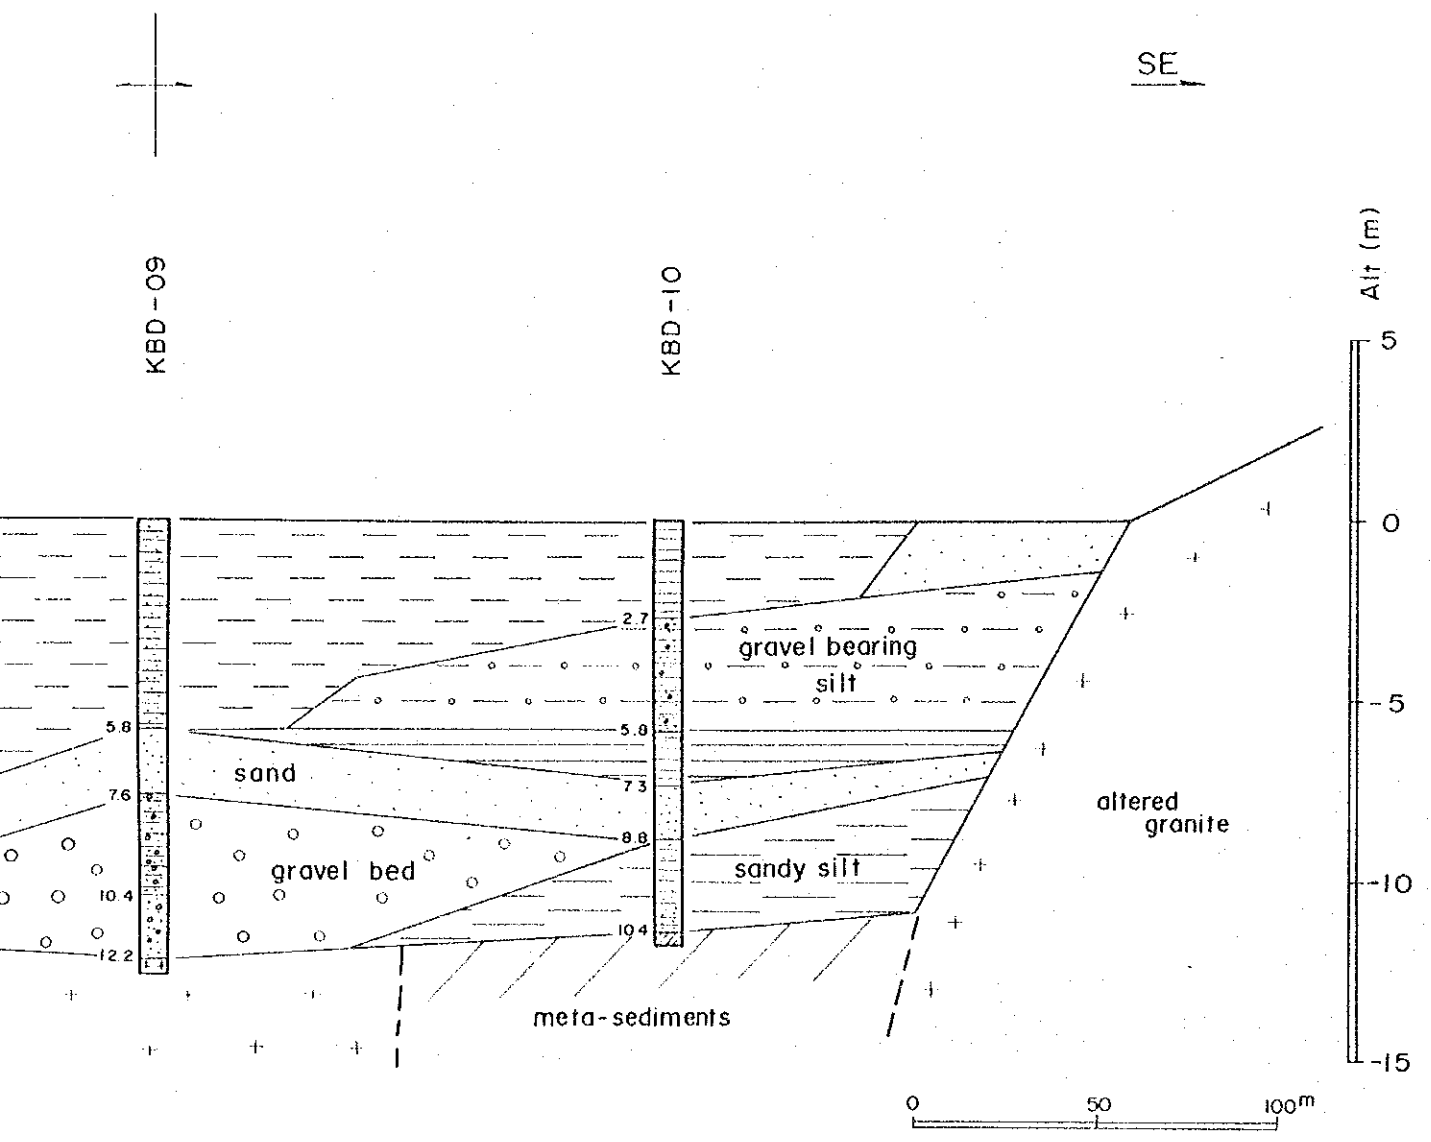 SE
KBD-09
KBD-10
Alt (m)
5
0
2.7
gravel bearing
silt
-5
5.8
5.8
sand
7.3
7.6
altered
granite
8.8
gravel bed
sandy silt
-10
10.4
10.4
12.2
meta-sediments
-15
0 50 100m